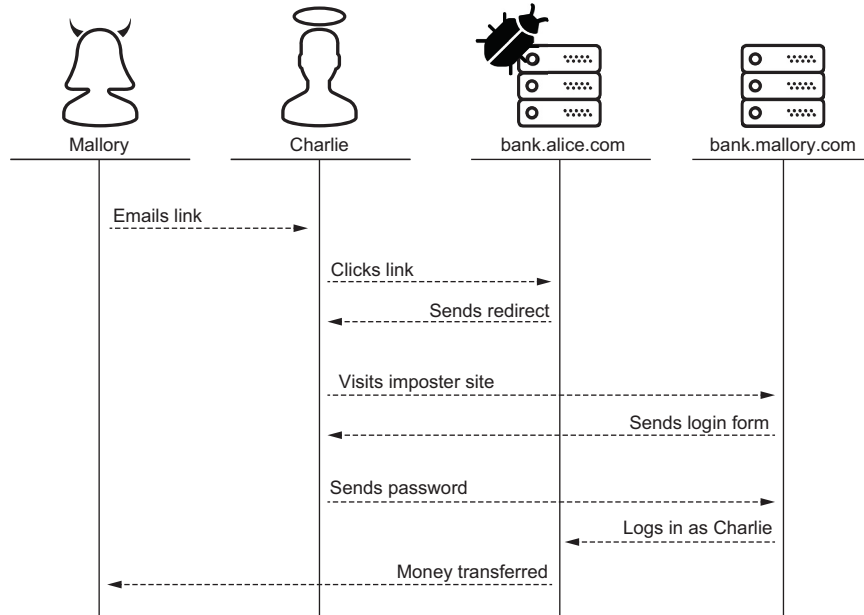 Mallory
Charlie
bank.alice.com
bank.mallory.com
Emails link
Clicks link
Sends redirect
Visits imposter site
Sends login form
Sends password
Logs in as Charlie
Money transferred